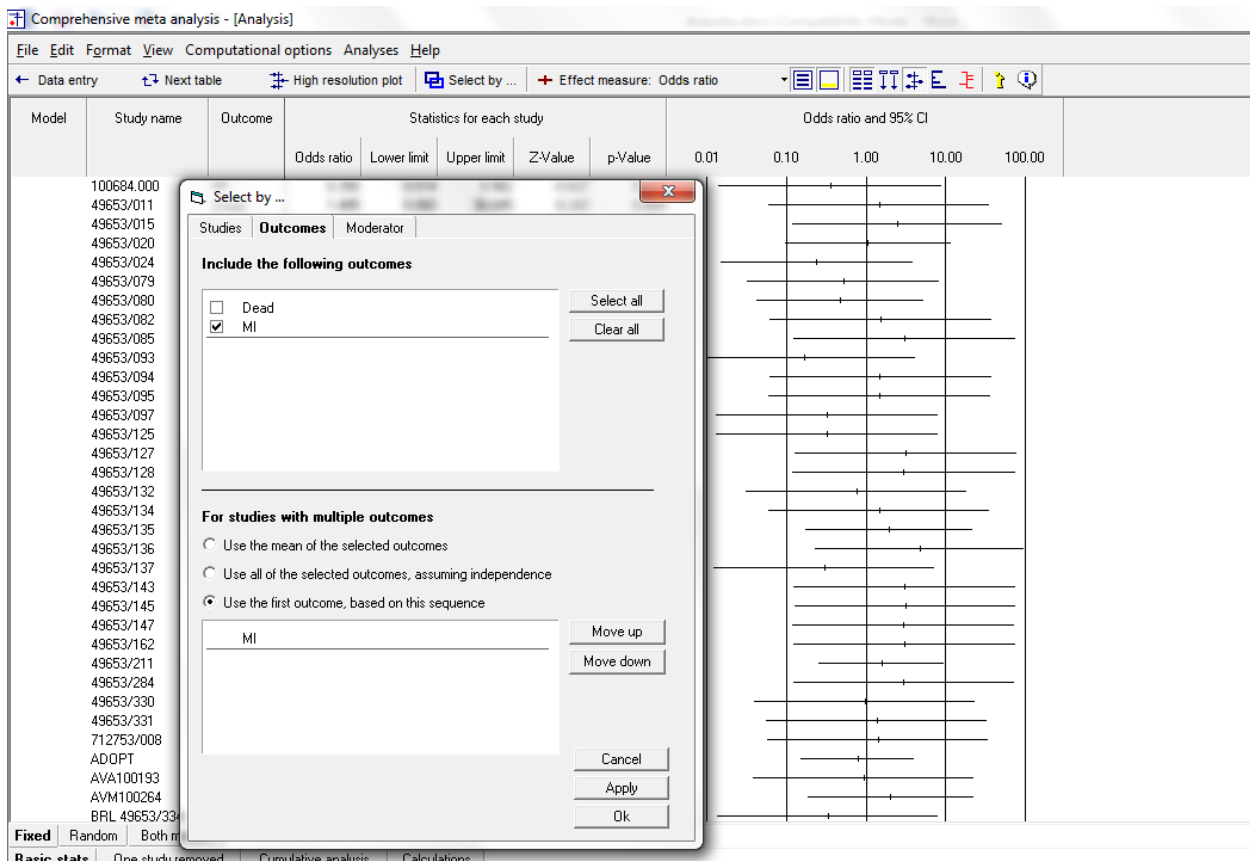 Comprehensive meta analysis - [Analysis]
File Edit Format View Computational options Analyses Help
← Data entry Next table High resolution plot Select by ... Effect measure: Odds ratio
Model Study name Outcome Statistics for each study Odds ratio and 95% CI
Odds ratio Lower limit Upper limit Z-Value p-Value 0.01 0.10 1.00 10.00 100.00
100684.000
49653/011
49653/015
49653/020
49653/024
49653/079
49653/080
49653/082
49653/085
49653/093
49653/094
49653/095
49653/097
49653/125
49653/127
49653/128
49653/132
49653/134
49653/135
49653/136
49653/137
49653/143
49653/145
49653/147
49653/162
49653/211
49653/284
49653/330
49653/331
712753/008
ADOPT
AVA100193
AVM100264
BRL 49653/334
Select by ...
Studies Outcomes Moderator
Include the following outcomes
Dead
MI
Select all
Clear all
For studies with multiple outcomes
Use the mean of the selected outcomes
Use all of the selected outcomes, assuming independence
Use the first outcome, based on this sequence
MI
Move up
Move down
Cancel
Apply
Ok
Fixed Random Both m
Basic stats One study removed Cumulative analysis Calculations